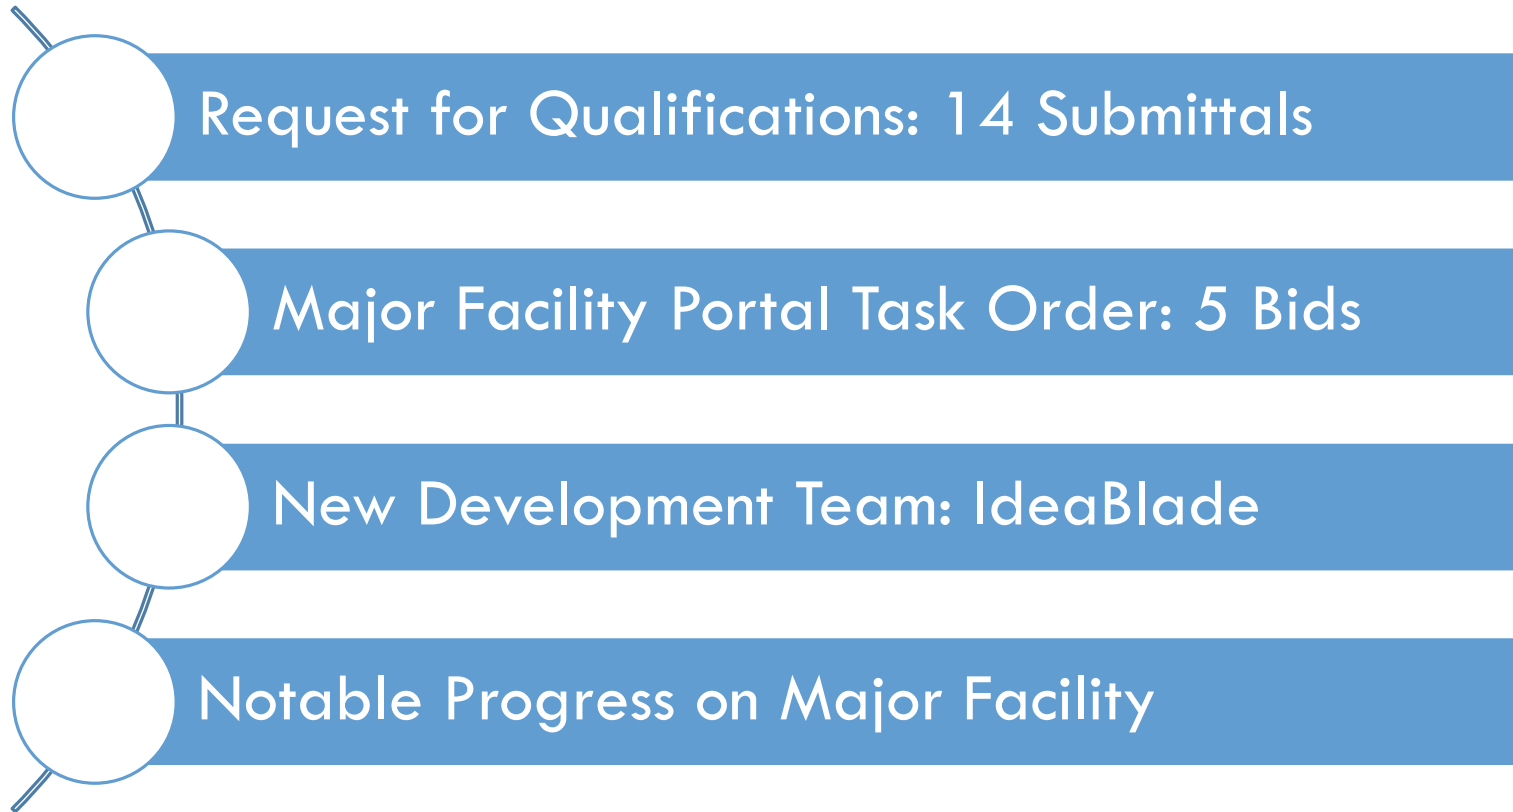 Request for Qualifications: 14 Submittals
Major Facility Portal Task Order: 5 Bids
New Development Team: IdeaBlade
Notable Progress on Major Facility